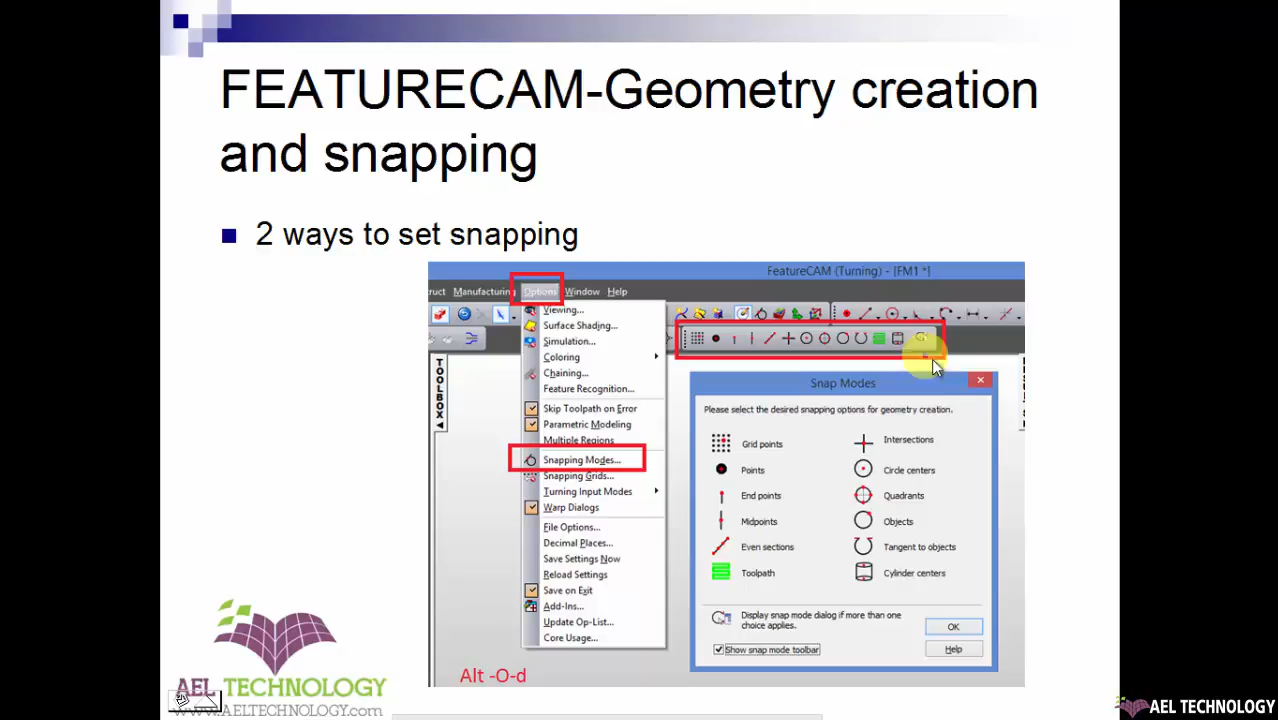 FEATURECAM-Geometry creation
and snapping
2 ways to set snapping
FeatureCAM (Turning) - [FM1 *]
ruct Manufacturing Options Window Help
Viewing...
Surface Shading...
Simulation...
Coloring
Chaining...
Feature Recognition...
Skip Toolpath on Error
Parametric Modeling
Multiple Regions
Snapping Modes...
Snapping Grids...
Turning Input Modes
Warp Dialogs
File Options...
Decimal Places...
Save Settings Now
Reload Settings
Save on Exit
Add-Ins...
Update Op-List...
Core Usage...
TOOLBOX
Snap Modes
Please select the desired snapping options for geometry creation.
Grid points Intersections
Points Circle centers
End points Quadrants
Midpoints Objects
Even sections Tangent to objects
Toolpath Cylinder centers
Display snap mode dialog if more than one
choice applies.
OK
Show snap mode toolbar
Help
Alt -O-d
AEL TECHNOLOGY
www.AELTECHNOLOGY.com
AEL TECHNOLOGY